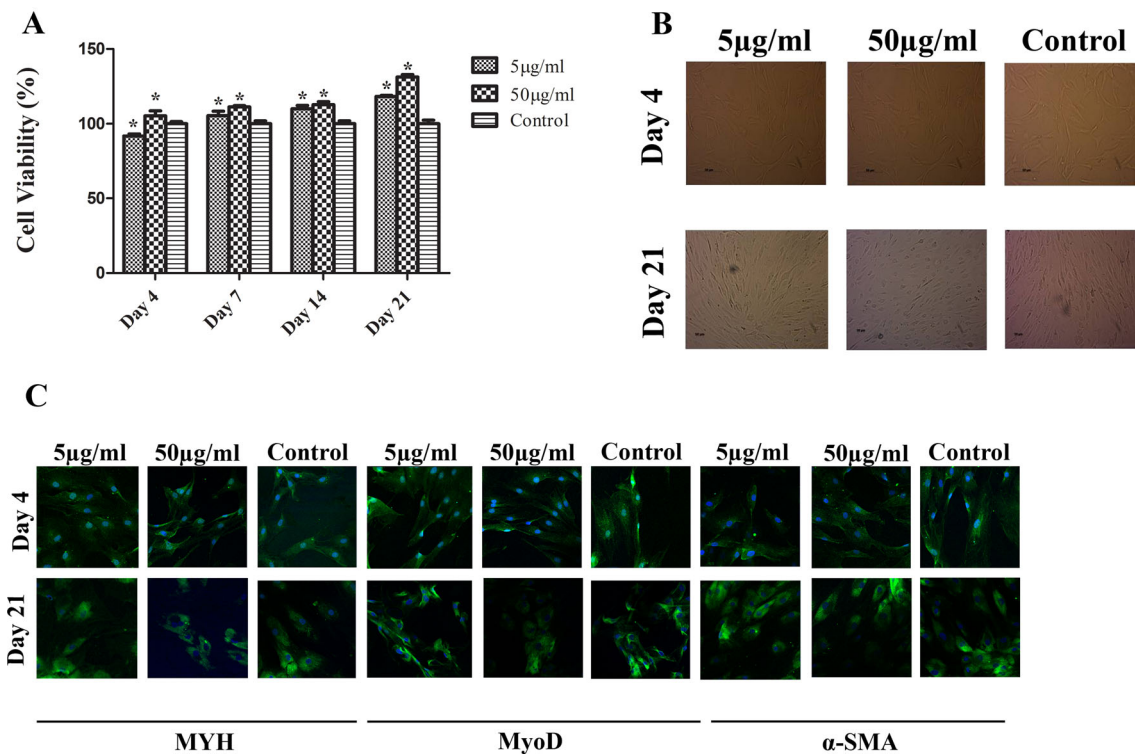 A
150
100
50
0
Cell Viability (%)
* * * * * * * *
5µg/ml
50µg/ml
Control
Day 4
Day 7
Day 14
Day 21
B
5µg/ml 50µg/ml Control
Day 4
Day 21
C
5µg/ml 50µg/ml Control 5µg/ml 50µg/ml Control 5µg/ml 50µg/ml Control
Day 4
Day 21
MYH MyoD α-SMA